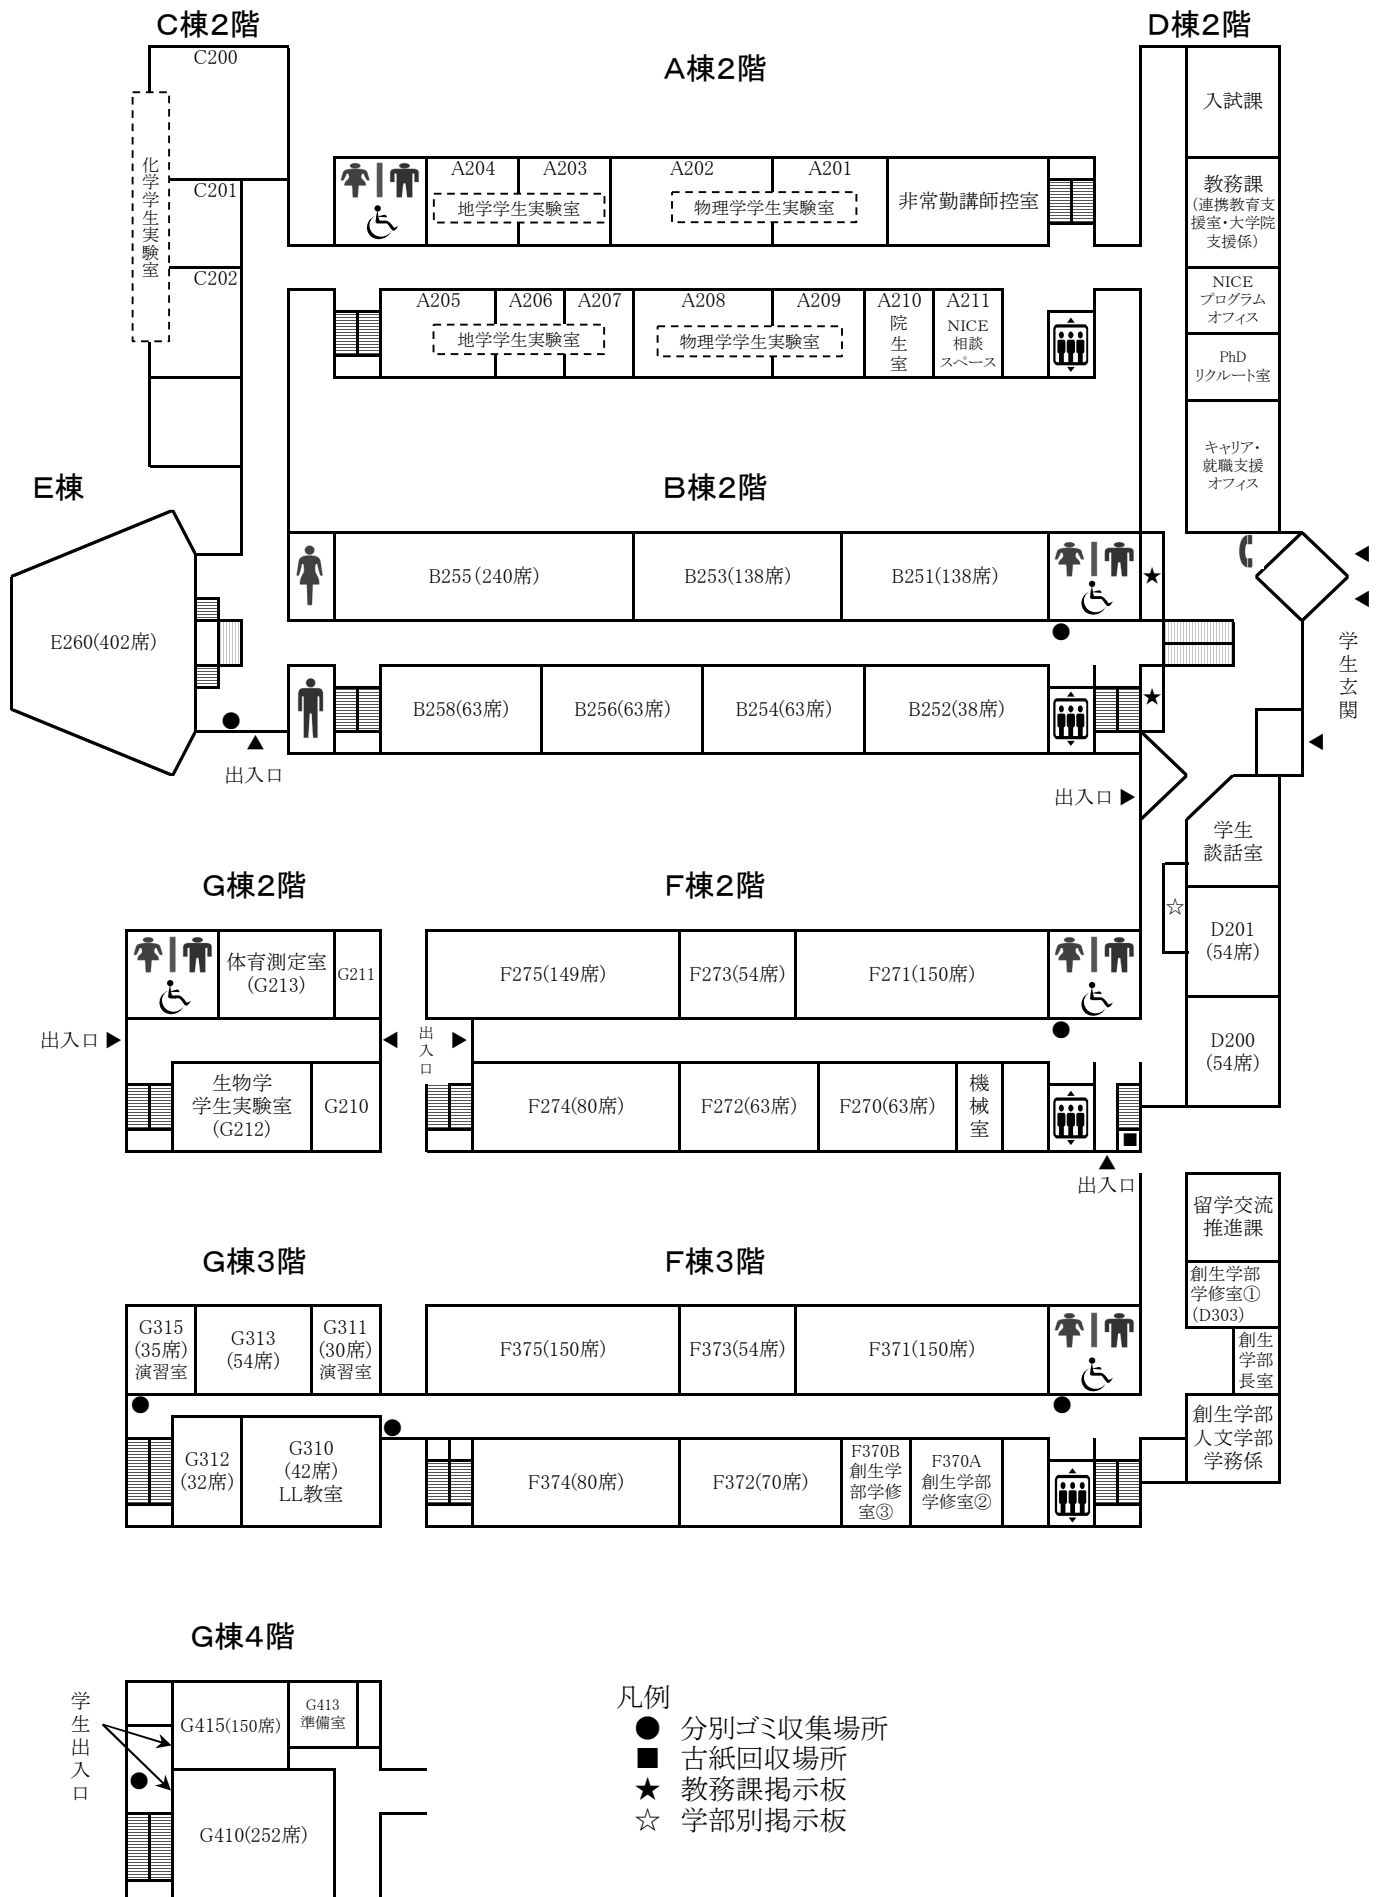 C棟2階
D棟2階
A棟2階
C200
化学学生実験室
C201
C202
A204
A203
地学学生実験室
A202
A201
物理学学生実験室
非常勤講師控室
A205
A206
A207
地学学生実験室
A208
A209
物理学学生実験室
A210
院
生
室
A211
NICE
相談
スペース
入試課
教務課
(連携教育支
援室・大学院
支援係)
NICE
プログラム
オフィス
PhD
リクルート室
キャリア・
就職支援
オフィス
E棟
B棟2階
E260(402席)
B255(240席)
B253(138席)
B251(138席)
★
B258(63席)
B256(63席)
B254(63席)
B252(38席)
★
学生玄関
出入口
出入口
学生
談話室
☆
D201
(54席)
D200
(54席)
G棟2階
F棟2階
体育測定室
(G213)
G211
出入口
出入口
生物学
学生実験室
(G212)
G210
F275(149席)
F273(54席)
F271(150席)
F274(80席)
F272(63席)
F270(63席)
機
械
室
出入口
留学交流
推進課
創生学部
学修室①
(D303)
創生
学部
長室
創生学部
人文学部
学務係
G棟3階
F棟3階
G315
(35席)
演習室
G313
(54席)
G311
(30席)
演習室
G312
(32席)
G310
(42席)
LL教室
F375(150席)
F373(54席)
F371(150席)
F374(80席)
F372(70席)
F370B
創生学
部学修
室③
F370A
創生学部
学修室②
G棟4階
学生出入口
G415(150席)
G413
準備室
G410(252席)
凡例
● 分別ゴミ収集場所
■ 古紙回収場所
★ 教務課掲示板
☆ 学部別掲示板